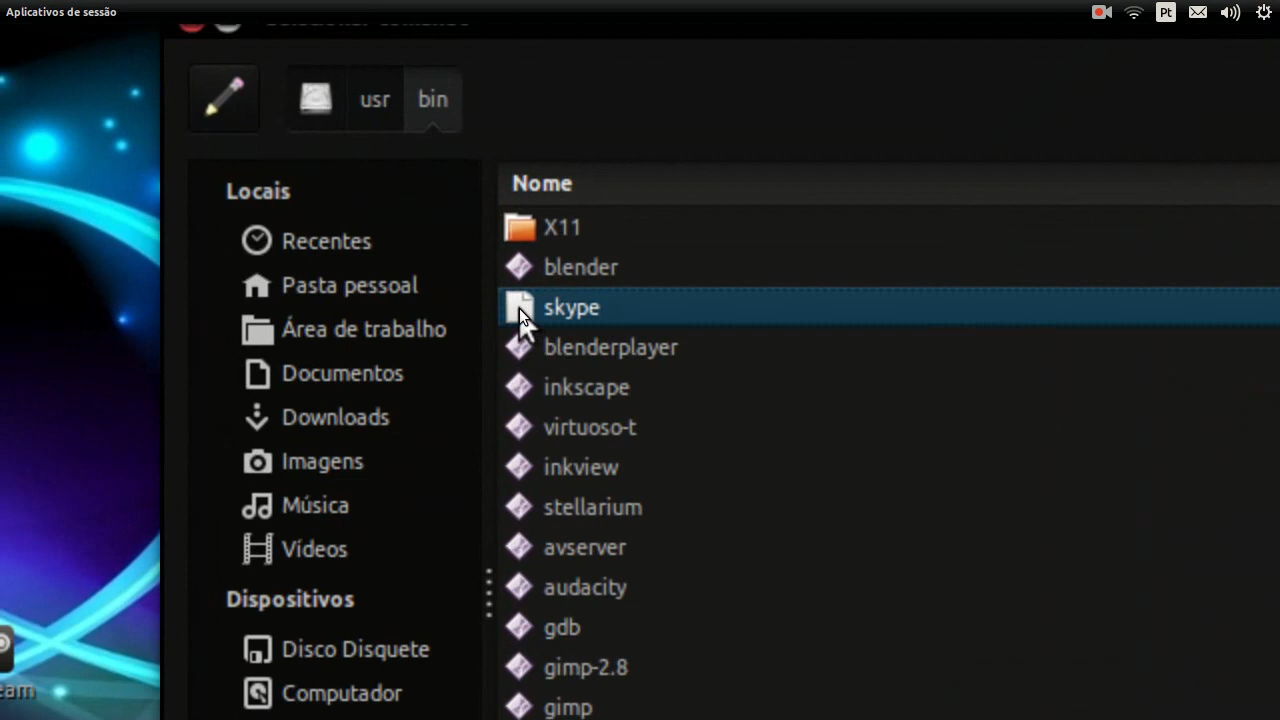 Aplicativos de sessão
Pt
usr
bin
Locais
Recentes
Pasta pessoal
Área de trabalho
Documentos
Downloads
Imagens
Música
Vídeos
Dispositivos
Disco Disquete
Computador
Nome
X11
blender
skype
blenderplayer
inkscape
virtuoso-t
inkview
stellarium
avserver
audacity
gdb
gimp-2.8
gimp